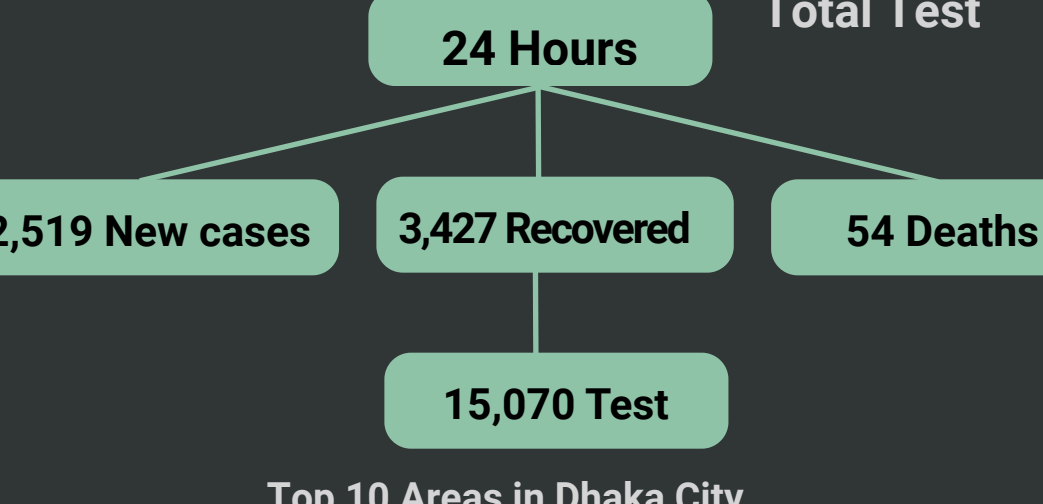 Total Test
24 Hours
2,519 New cases
3,427 Recovered
54 Deaths
15,070 Test
Top 10 Areas in Dhaka City